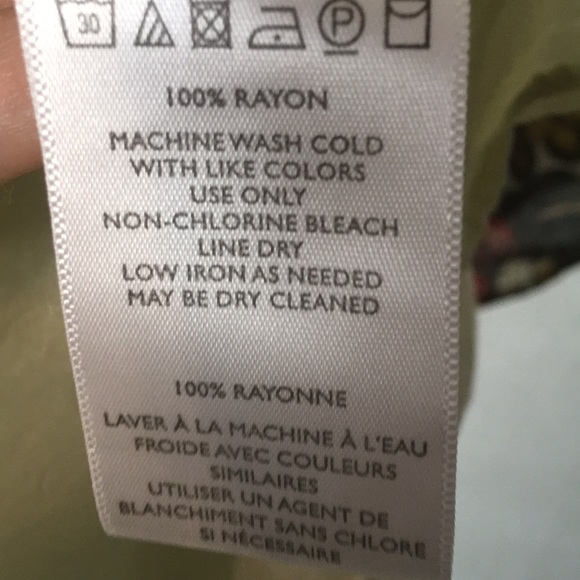 30
P
100% RAYON
MACHINE WASH COLD
WITH LIKE COLORS
USE ONLY
NON-CHLORINE BLEACH
LINE DRY
LOW IRON AS NEEDED
MAY BE DRY CLEANED
100% RAYONNE
LAVER À LA MACHINE À L'EAU
FROIDE AVEC COULEURS
SIMILAIRES
UTILISER UN AGENT DE
BLANCHIMENT SANS CHLORE
SI NÉCESSAIRE